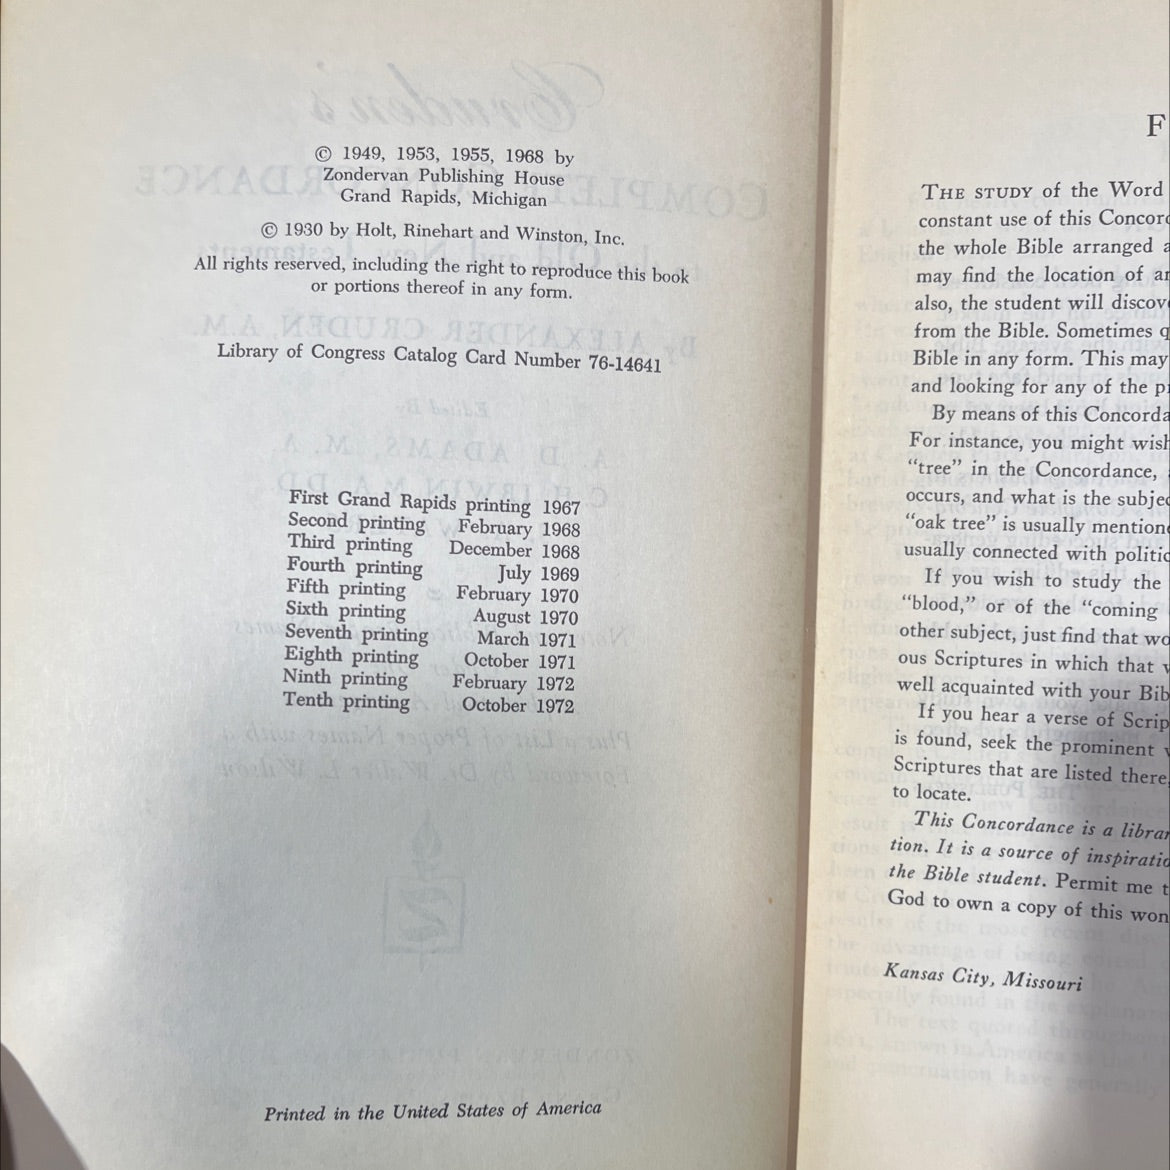 © 1949, 1953, 1955, 1968 by
Zondervan Publishing House
Grand Rapids, Michigan
© 1930 by Holt, Rinehart and Winston, Inc.
All rights reserved, including the right to reproduce this book
or portions thereof in any form.
Library of Congress Catalog Card Number 76-14641
First Grand Rapids printing 1967
Second printing February 1968
Third printing December 1968
Fourth printing July 1969
Fifth printing February 1970
Sixth printing August 1970
Seventh printing March 1971
Eighth printing October 1971
Ninth printing February 1972
Tenth printing October 1972
Printed in the United States of America
F
THE STUDY of the Word
constant use of this Concor
the whole Bible arranged a
may find the location of
also, the student will discov
from the Bible. Sometimes q
Bible in any form. This may
and looking for any of the p
By means of this Concorda
For instance, you might wish
“tree” in the Concordance,
occurs, and what is the subjec
“oak tree” is usually mention
usually connected with politic
If you wish to study the
“blood,” or of the “coming
other subject, just find that wo
ous Scriptures in which that
well acquainted with your Bib
If you hear a verse of Scrip
is found, seek the prominent
Scriptures that are listed there,
to locate.
This Concordance is a librar
tion. It is a source of inspiratio
the Bible student. Permit me t
God to own a copy of this won
Kansas City, Missouri